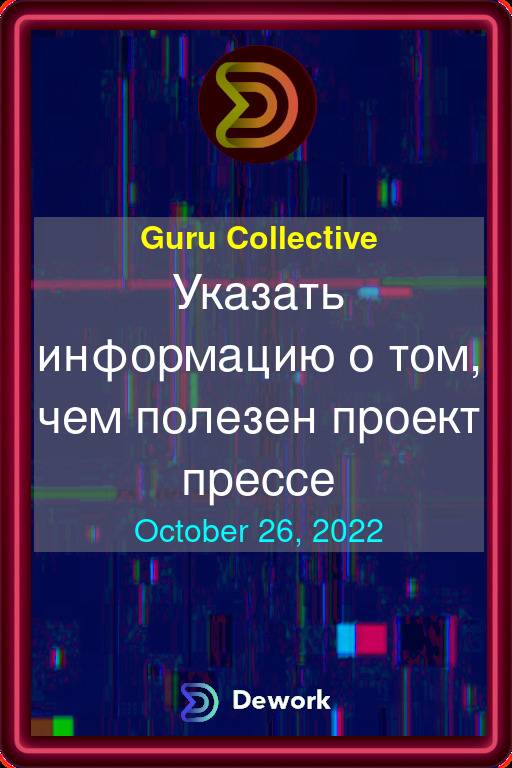 Guru Collective
Указать
информацию о том,
чем полезен проект
прессе
October 26, 2022
Dework